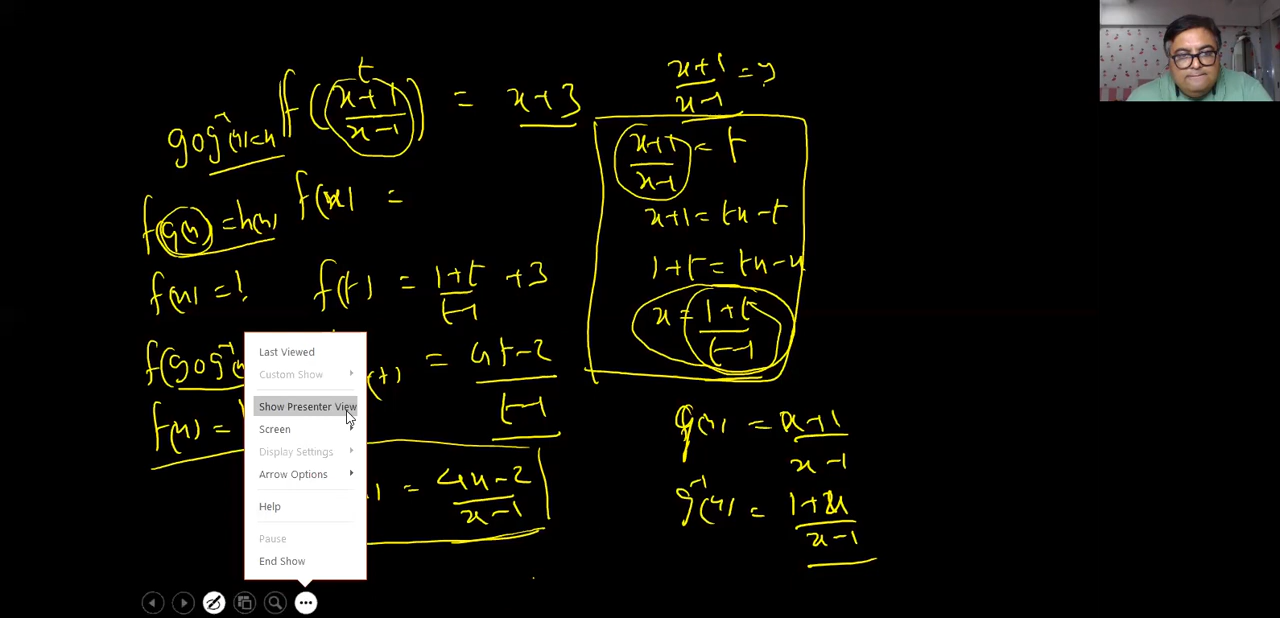 t
f((x+1)/(x-1)) = x+3
gog⁻¹(x)=x
f(x) =
f(g(x)) = h(x)
f(x) = !
f(t) = (1+t)/(t-1) + 3
f(gog⁻¹(x
(t) = (4t-2)/(t-1)
f(x) =
) = (4x-2)/(x-1)
(x+1)/(x-1) = ?
(x+1)/(x-1) = t
x+1 = tx-t
1+t = tx-x
x = (1+t)/(t-1)
g(x) = (x+1)/(x-1)
g⁻¹(x) = (1+x)/(x-1)
Last Viewed
Custom Show
Show Presenter View
Screen
Display Settings
Arrow Options
Help
Pause
End Show